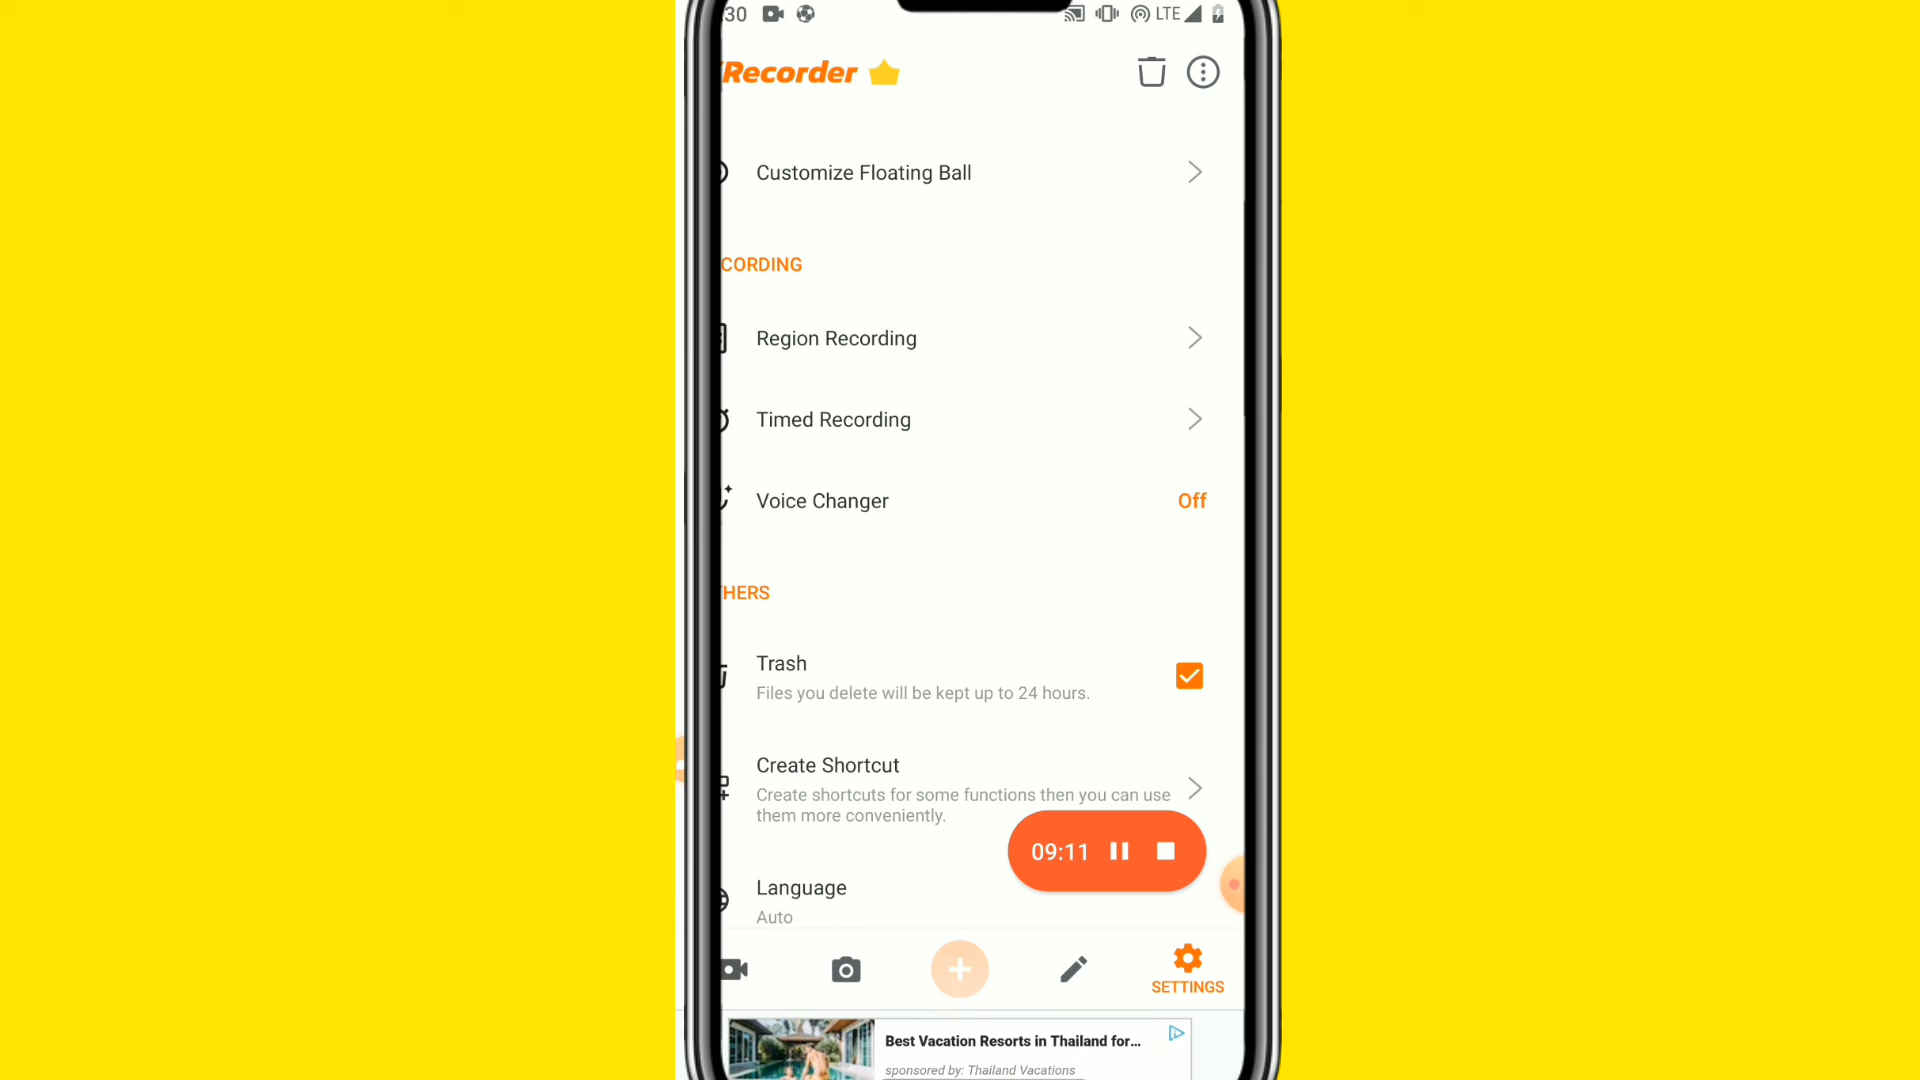 :30 LTE
Recorder
Customize Floating Ball
CORDING
Region Recording
Timed Recording
Voice Changer Off
HERS
Trash
Files you delete will be kept up to 24 hours.
Create Shortcut
Create shortcuts for some functions then you can use
them more conveniently.
09:11
Language
Auto
SETTINGS
Best Vacation Resorts in Thailand for...
sponsored by: Thailand Vacations